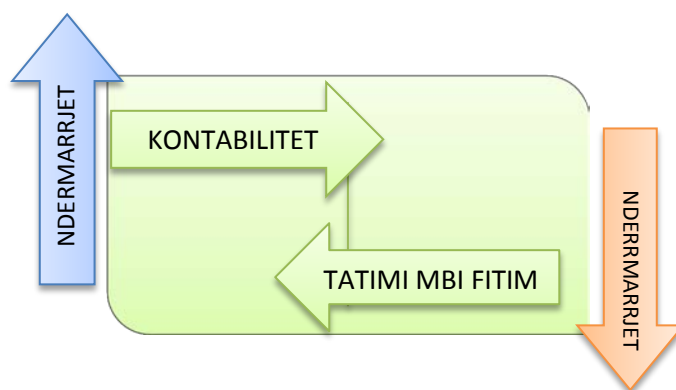 NDERMARRJET
KONTABILITET
TATIMI MBI FITIM
NDERRMARRJET